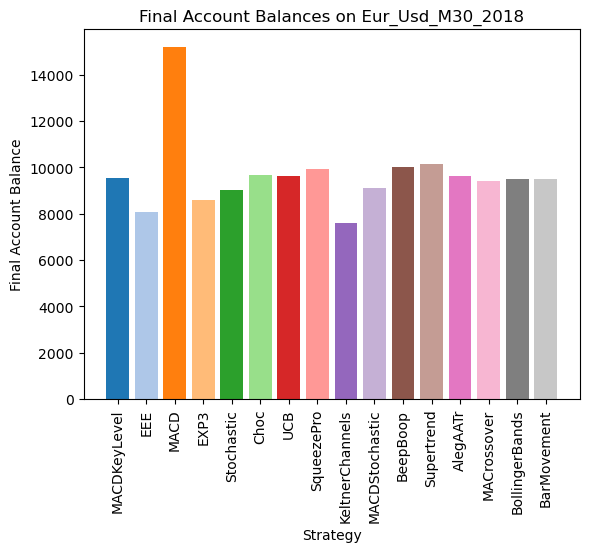 Final Account Balances on Eur_Usd_M30_2018
Final Account Balance
14000
12000
10000
8000
6000
4000
2000
0
MACDKeyLevel
EEE
MACD
EXP3
Stochastic
Choc
UCB
SqueezePro
KeltnerChannels
MACDStochastic
BeepBoop
Supertrend
AlegAATr
MACrossover
BollingerBands
BarMovement
Strategy